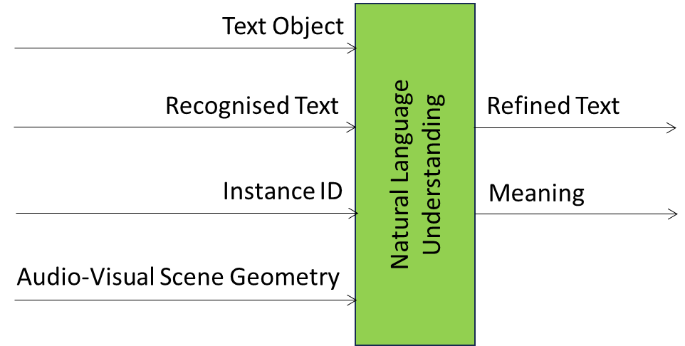 Text Object
Recognised Text
Instance ID
Audio-Visual Scene Geometry
Natural Language
Understanding
Refined Text
Meaning